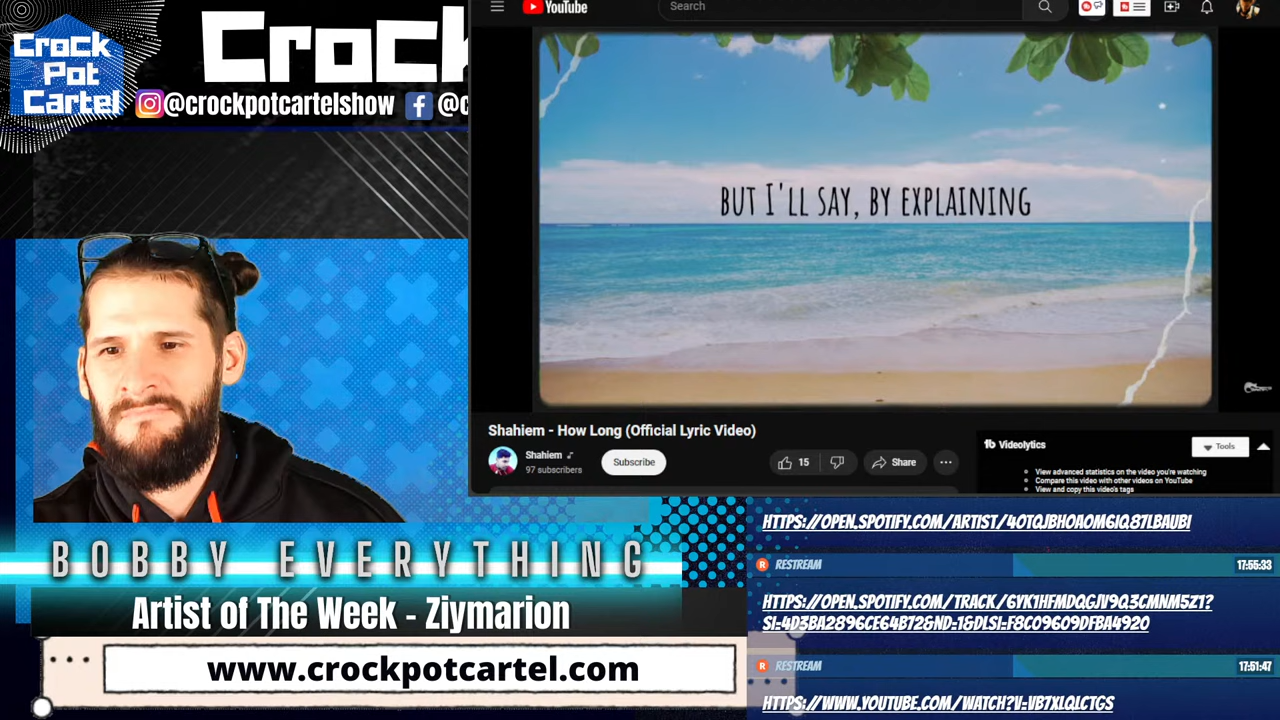 Crock
Pot
Cartel
Crock
@crockpotcartelshow
@c
YouTube
Search
BUT I'LL SAY, BY EXPLAINING
Shahiem - How Long (Official Lyric Video)
Shahiem
97 subscribers
Subscribe
15
Share
Videolytics
Tools
View advanced statistics on the video you're watching
Compare this video with other videos on YouTube
View and copy this video's tags
BOBBY EVERYTHING
Artist of The Week - Ziymarion
www.crockpotcartel.com
HTTPS://OPEN.SPOTIFY.COM/ARTIST/4OTQJBHOAOM6IQ87LBAUBI
RESTREAM
17:55:33
HTTPS://OPEN.SPOTIFY.COM/TRACK/6YK1HFMDQGJV9Q3CMNM5Z1?
SI=4D3BA2896CE64B72&ND=1&DLSI=F8C09609DFBA4920
RESTREAM
17:51:47
HTTPS://WWW.YOUTUBE.COM/WATCH?V=VB7XLQLCTGS